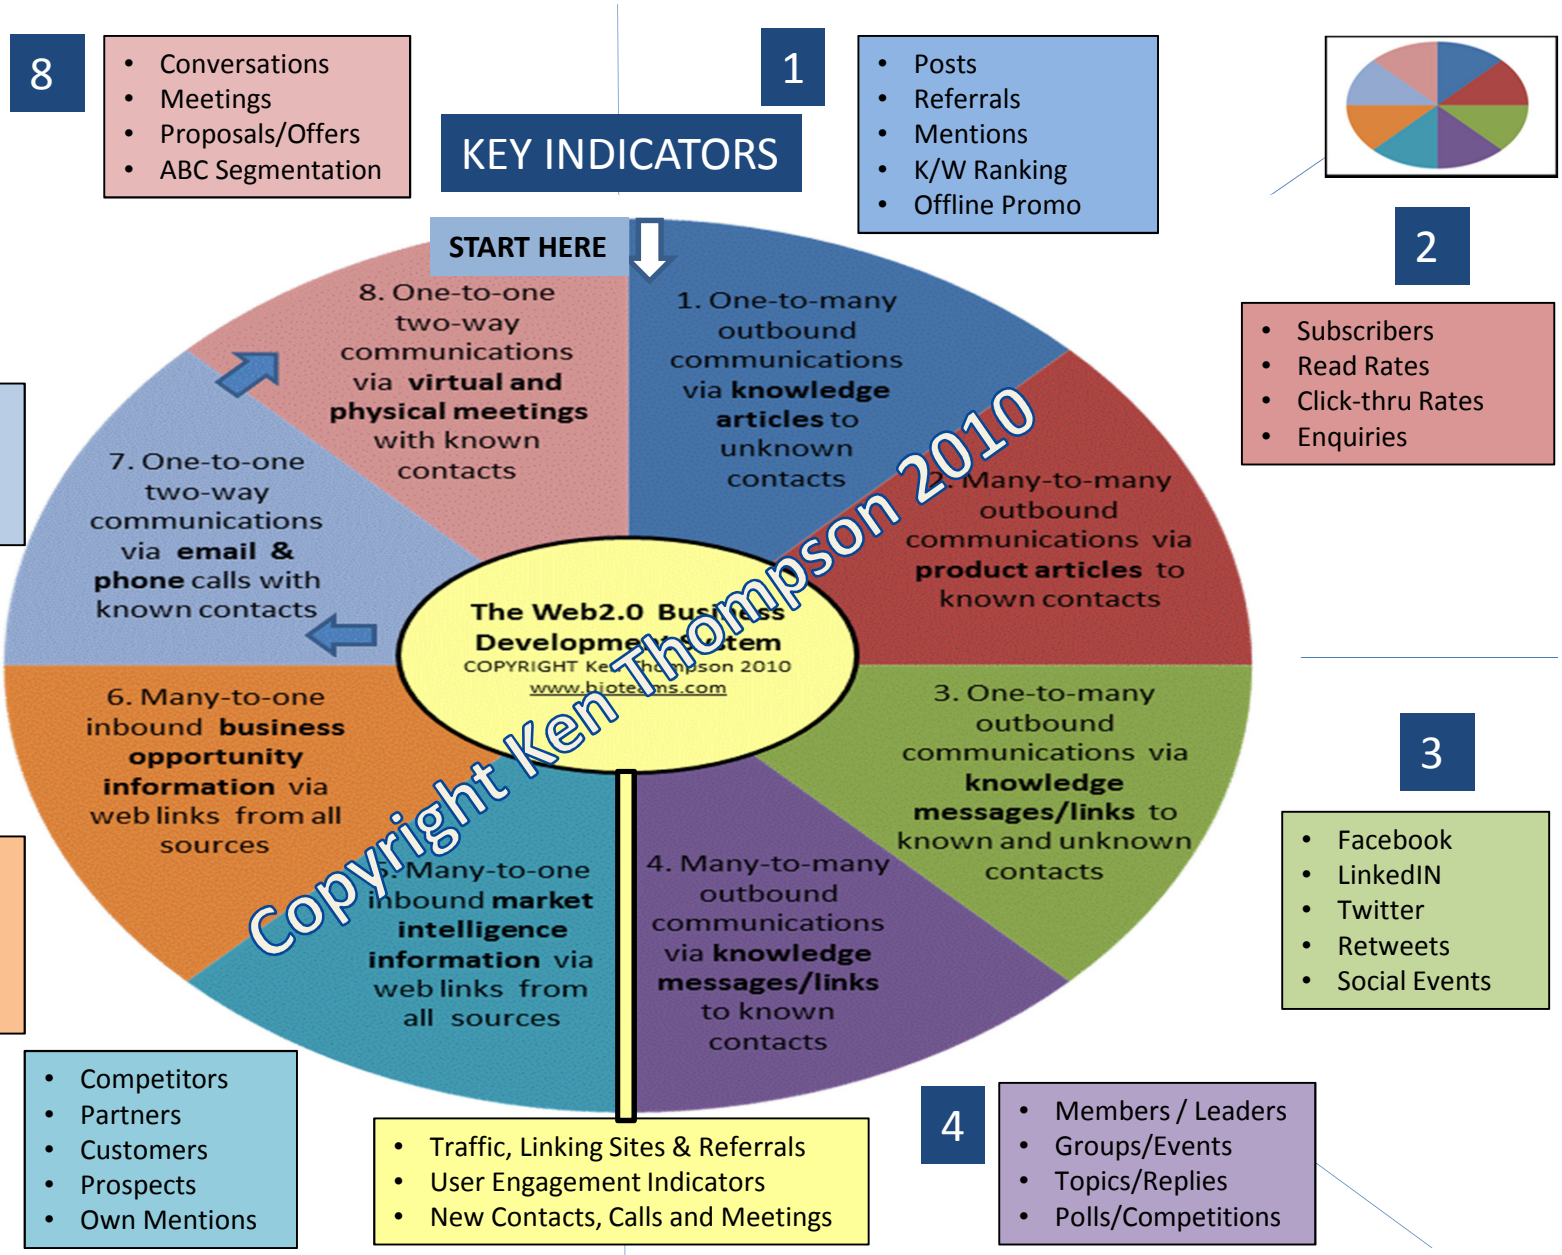 8
• Conversations
• Meetings
• Proposals/Offers
• ABC Segmentation
KEY INDICATORS
1
• Posts
• Referrals
• Mentions
• K/W Ranking
• Offline Promo
2
• Subscribers
• Read Rates
• Click-thru Rates
• Enquiries
START HERE
1. One-to-many
outbound
communications
via knowledge
articles to
unknown
contacts
2. Many-to-many
outbound
communications via
product articles to
known contacts
3. One-to-many
outbound
communications via
knowledge
messages/links to
known and unknown
contacts
4. Many-to-many
outbound
communications
via knowledge
messages/links
to known
contacts
5. Many-to-one
inbound market
intelligence
information via
web links from
all sources
6. Many-to-one
inbound business
opportunity
information via
web links from all
sources
7. One-to-one
two-way
communications
via email &
phone calls with
known contacts
8. One-to-one
two-way
communications
via virtual and
physical meetings
with known
contacts
The Web2.0 Business
Development System
COPYRIGHT Ken Thompson 2010
www.bioteams.com
Copyright Ken Thompson 2010
3
• Facebook
• LinkedIN
• Twitter
• Retweets
• Social Events
4
• Members / Leaders
• Groups/Events
• Topics/Replies
• Polls/Competitions
• Traffic, Linking Sites & Referrals
• User Engagement Indicators
• New Contacts, Calls and Meetings
• Competitors
• Partners
• Customers
• Prospects
• Own Mentions